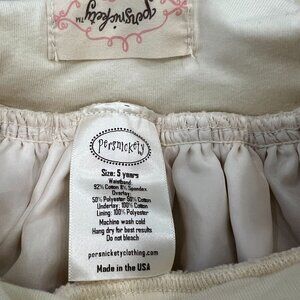 persnickety™
persnickety
Size: 5 years
Waistband:
92% Cotton 8% Spandex
Overlay:
50% Polyester 50% Cotton
Underlay: 100% Cotton
Lining: 100% Polyester
Machine wash cold
Hang dry for best results
Do not bleach
persnicketyclothing.com
Made in the USA